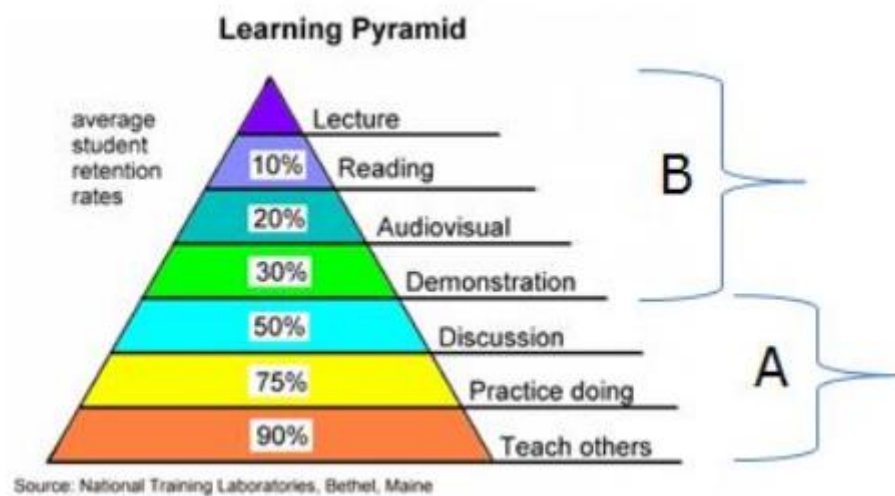 Learning Pyramid
average
student
retention
rates
Lecture
10% Reading
20% Audiovisual
30% Demonstration
50% Discussion
75% Practice doing
90% Teach others
B
A
Source: National Training Laboratories, Bethel, Maine